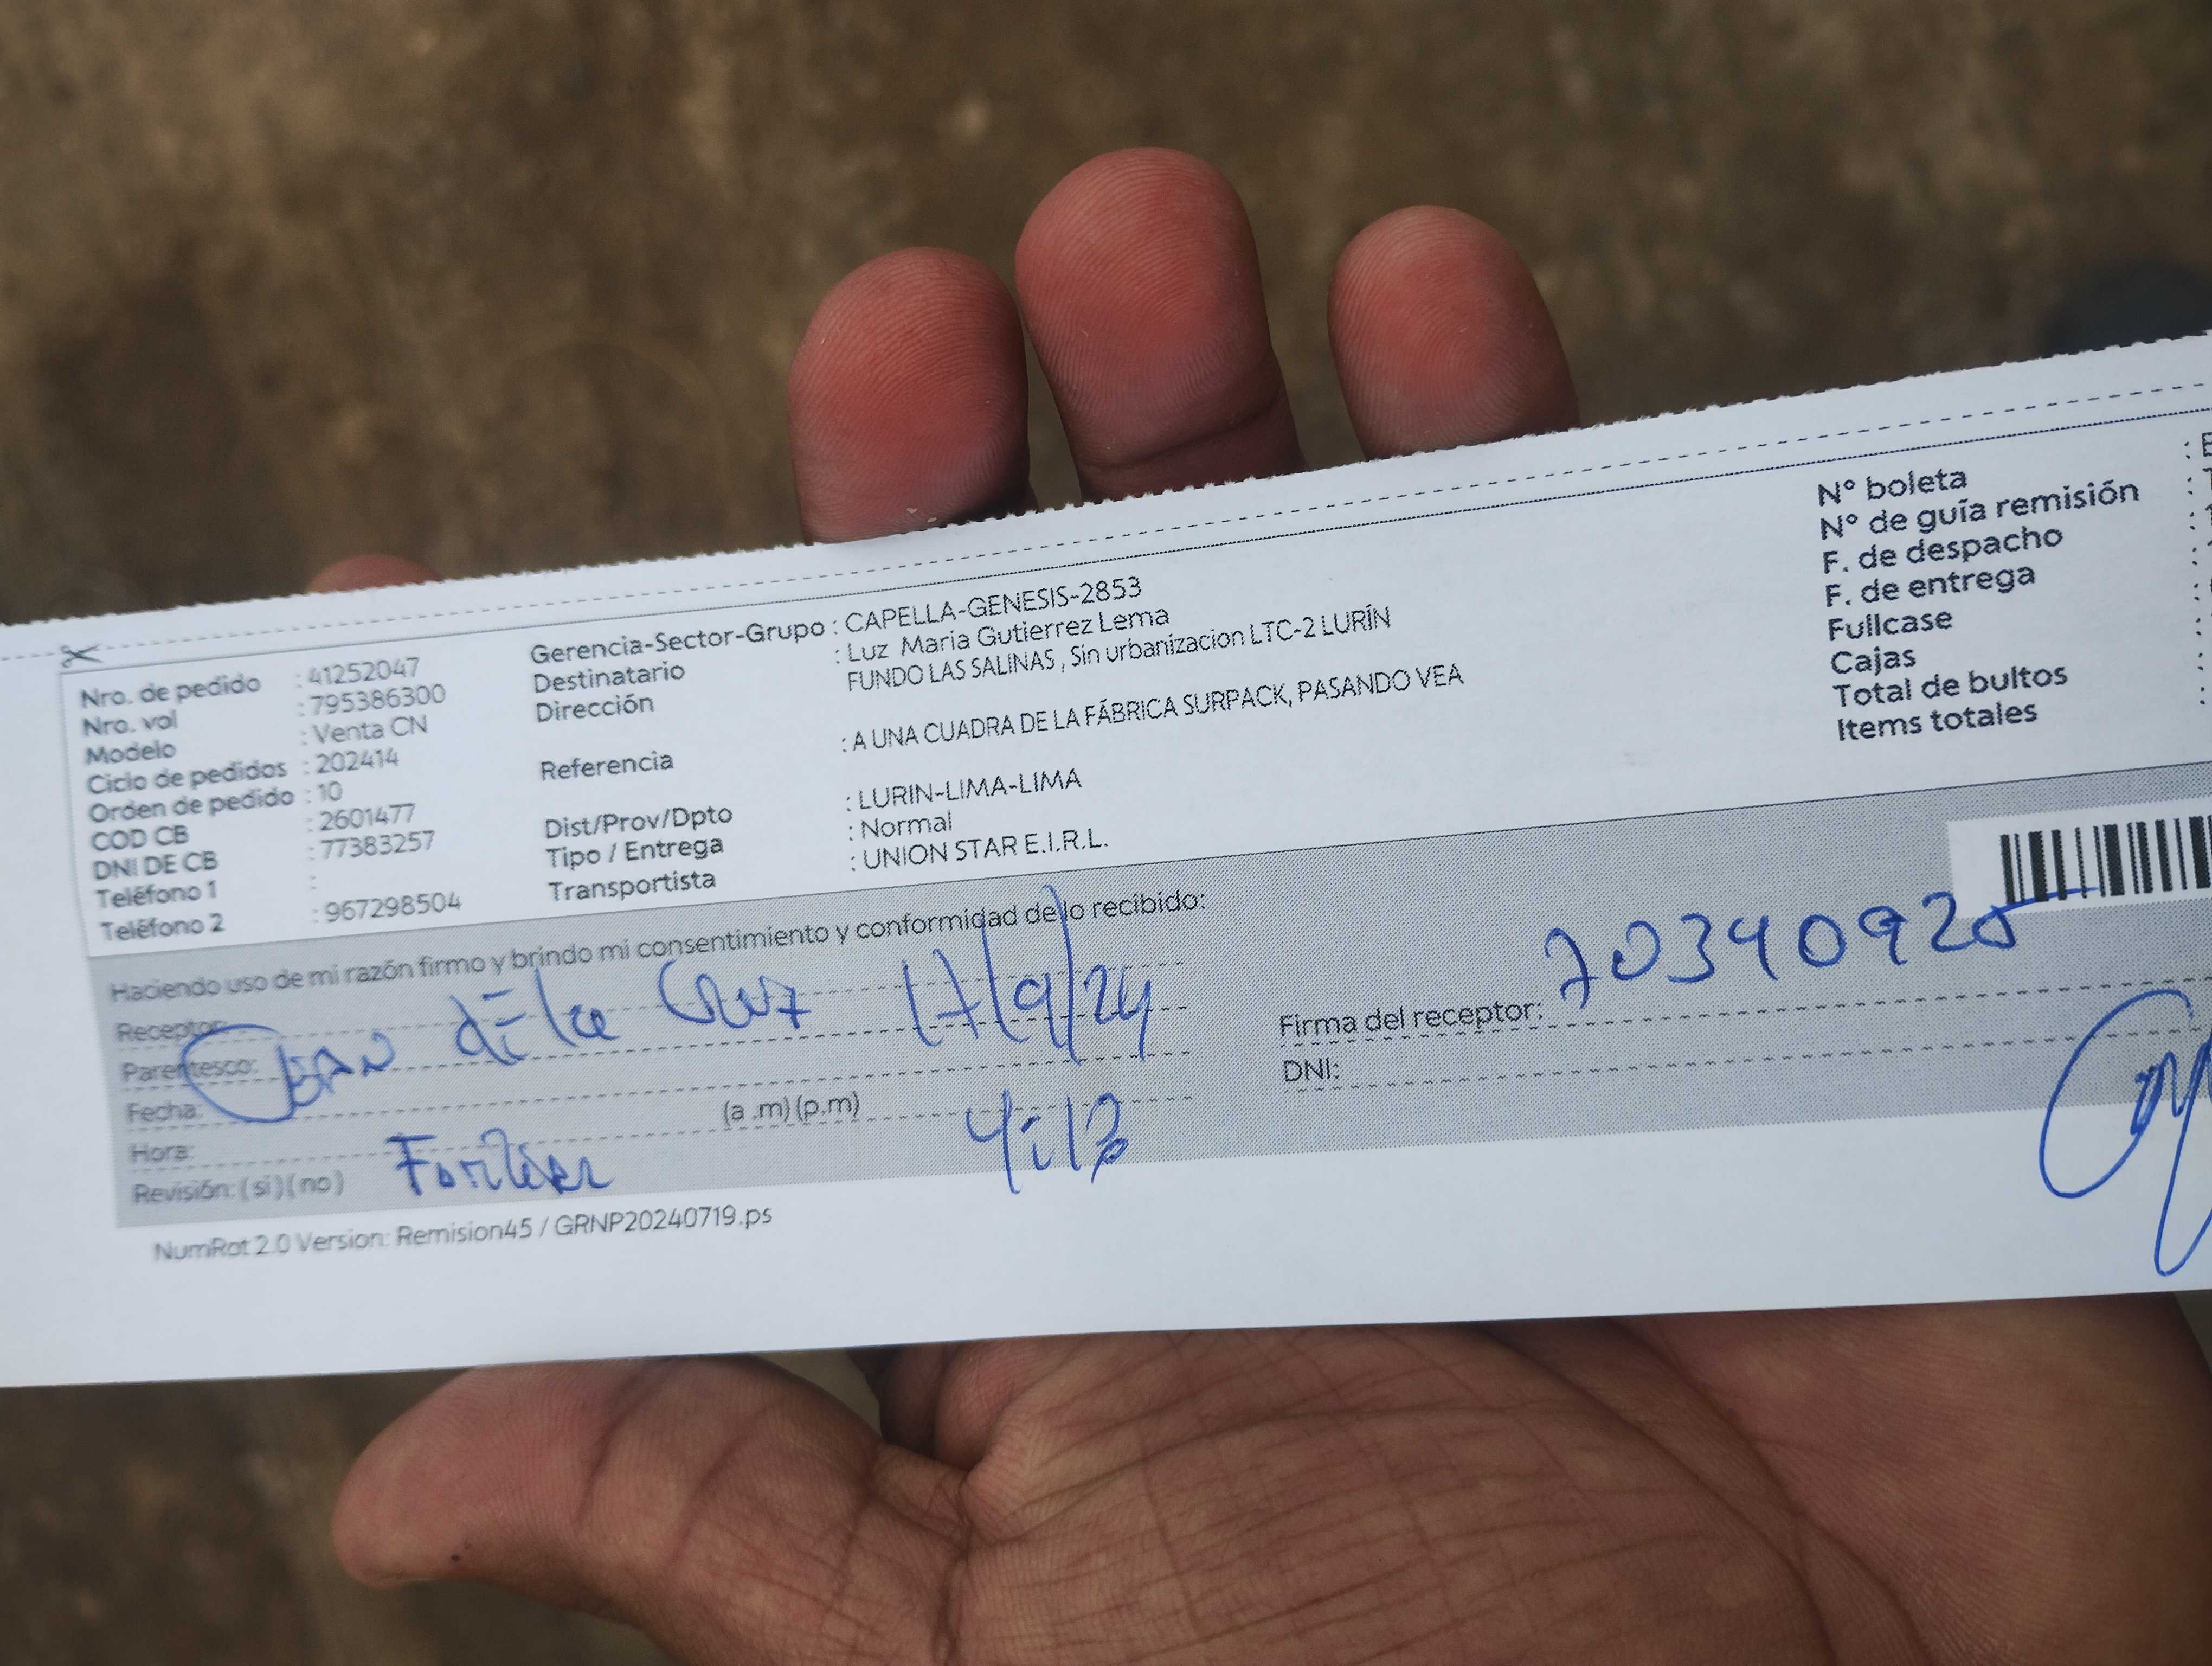 Nro. de pedido : 41252047
Nro. vol : 795386300
Modelo : Venta CN
Ciclo de pedidos : 202414
Orden de pedido : 10
COD CB : 2601477
DNI DE CB : 77383257
Teléfono 1 :
Teléfono 2 : 967298504
Gerencia-Sector-Grupo : CAPELLA-GENESIS-2853
Destinatario : Luz Maria Gutierrez Lema
Dirección FUNDO LAS SALINAS , Sin urbanizacion LTC-2 LURÍN
Referencia : A UNA CUADRA DE LA FÁBRICA SURPACK, PASANDO VEA
Dist/Prov/Dpto : LURIN-LIMA-LIMA
Tipo / Entrega : Normal
Transportista : UNION STAR E.I.R.L.
N° boleta :
N° de guía remisión :
F. de despacho :
F. de entrega
Fullcase :
Cajas :
Total de bultos :
Items totales :
Haciendo uso de mi razón firmo y brindo mi consentimiento y conformidad de lo recibido:
Receptor:
Parentesco: de la Cruz 17/9/24
Fecha:
Hora: (a .m)(p.m)
Revisión: (si)(no)
Firma del receptor: 70340925
DNI:
NumRot 2.0 Version: Remision45 / GRNP20240719.ps